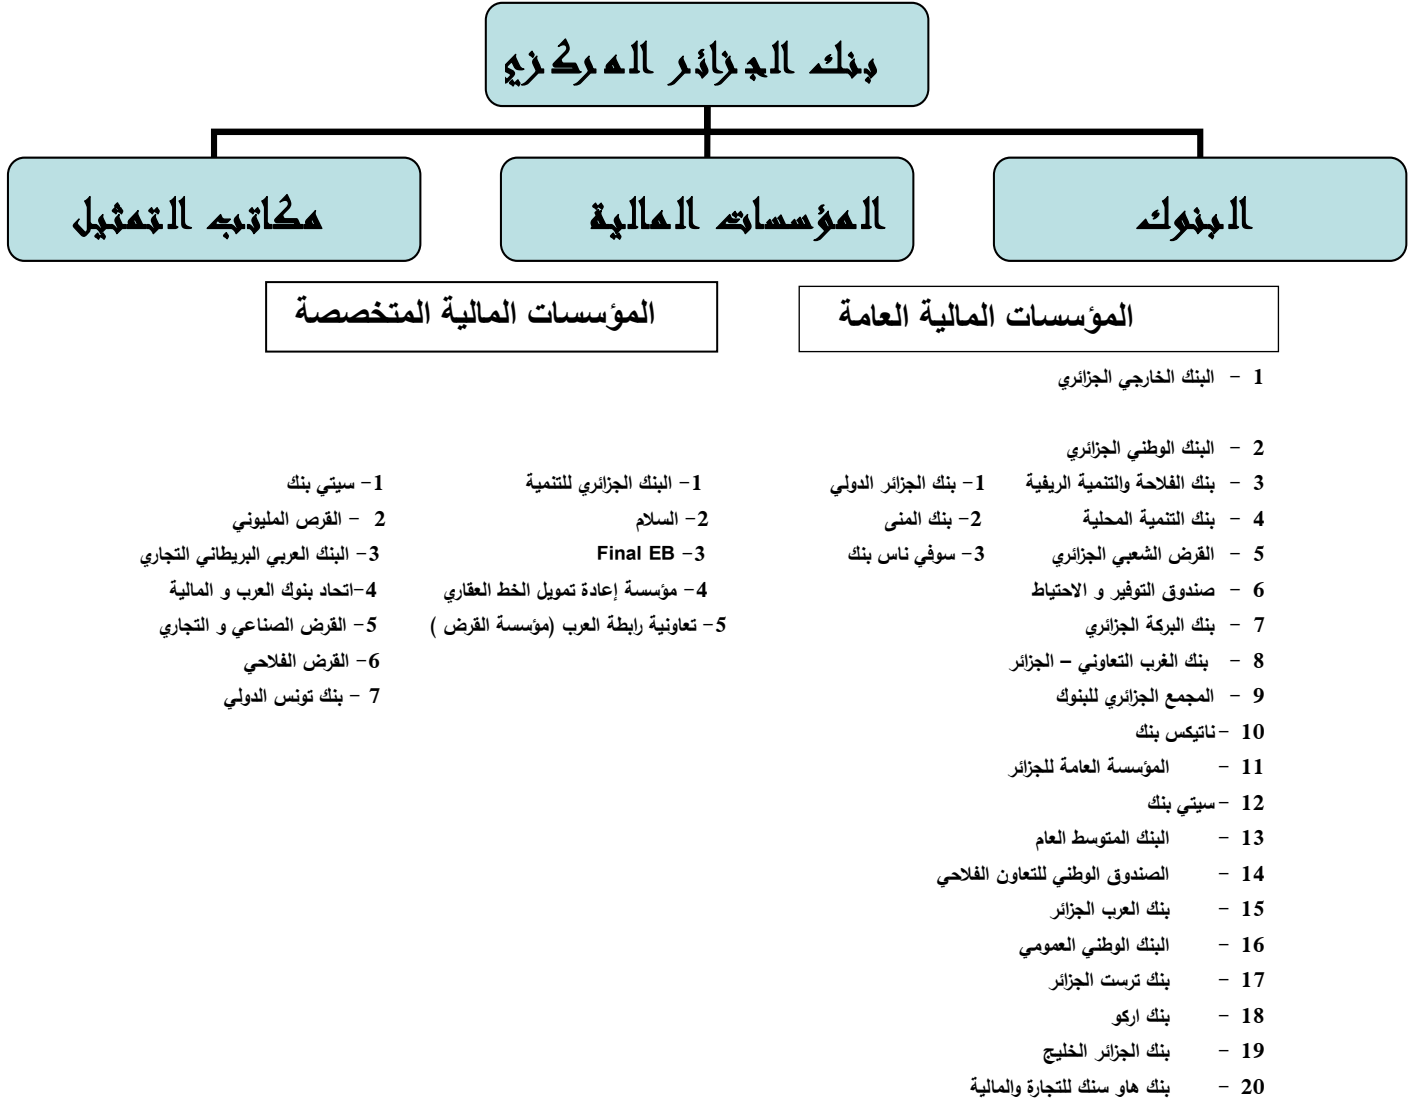 بنك الجزائر المركزي
البنوك
المؤسسات المالية
مكاتب التمثيل
المؤسسات المالية العامة
المؤسسات المالية المتخصصة
1 - البنك الخارجي الجزائري
2 - البنك الوطني الجزائري
3 - بنك الفلاحة والتنمية الريفية
4 - بنك التنمية المحلية
5 - القرض الشعبي الجزائري
6 - صندوق التوفير و الاحتياط
7 - بنك البركة الجزائري
8 - بنك الغرب التعاوني – الجزائر
9 - المجمع الجزائري للبنوك
10 -ناتيكس بنك
11 - المؤسسة العامة للجزائر
12 -سيتي بنك
13 - البنك المتوسط العام
14 - الصندوق الوطني للتعاون الفلاحي
15 - بنك العرب الجزائر
16 - البنك الوطني العمومي
17 - بنك ترست الجزائر
18 - بنك اركو
19 - بنك الجزائر الخليج
20 - بنك هاو سنك للتجارة والمالية
1- بنك الجزائر الدولي
2- بنك المنى
3- سوفي ناس بنك
1- البنك الجزائري للتنمية
2- السلام
3- Final EB
4- مؤسسة إعادة تمويل الخط العقاري
5- تعاونية رابطة العرب (مؤسسة القرض )
1- سيتي بنك
2 - القرص المليوني
3- البنك العربي البريطاني التجاري
4-اتحاد بنوك العرب و المالية
5- القرض الصناعي و التجاري
6- القرض الفلاحي
7 - بنك تونس الدولي